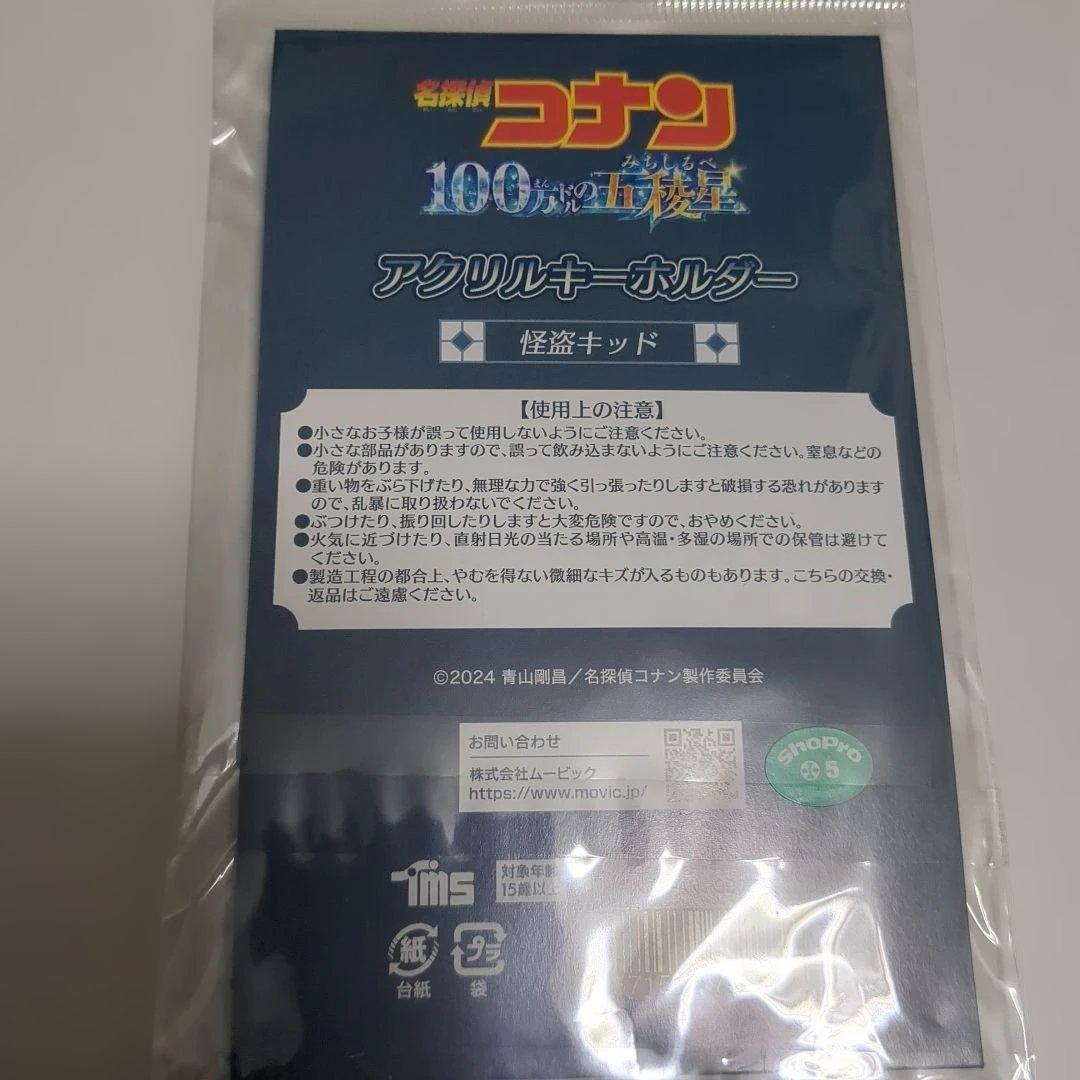 名探偵コナン
みちしるべ
100万ドルの五稜星
まん
アクリルキーホルダー
怪盗キッド
【使用上の注意】
●小さなお子様が誤って使用しないようにご注意ください。
●小さな部品がありますので、誤って飲み込まないようにご注意ください。窒息などの
危険があります。
●重い物をぶら下げたり、無理な力で強く引っ張ったりしますと破損する恐れがあります
ので、乱暴に取り扱わないでください。
●ぶつけたり、振り回したりしますと大変危険ですので、おやめください。
●火気に近づけたり、直射日光の当たる場所や高温・多湿の場所での保管は避けて
ください。
●製造工程の都合上、やむを得ない微細なキズが入るものもあります。こちらの交換・
返品はご遠慮ください。
©2024 青山剛昌／名探偵コナン製作委員会
お問い合わせ
株式会社ムービック
https://www.movic.jp/
ShoPro
5
tms
対象年齢
15歳以上
紙
プラ
台紙
袋